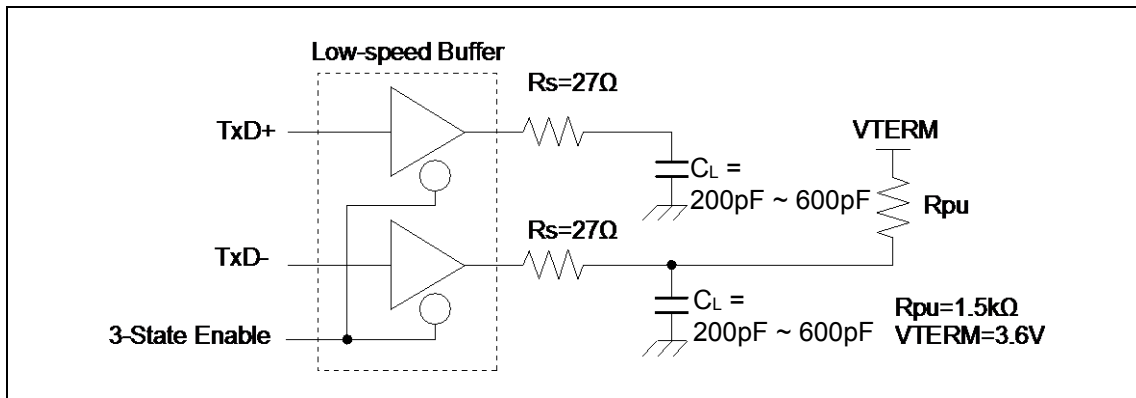 Low-speed Buffer
Rs=27Ω
TxD+
VTERM
CL =
200pF ~ 600pF
Rpu
Rs=27Ω
TxD-
CL =
200pF ~ 600pF
Rpu=1.5kΩ
VTERM=3.6V
3-State Enable